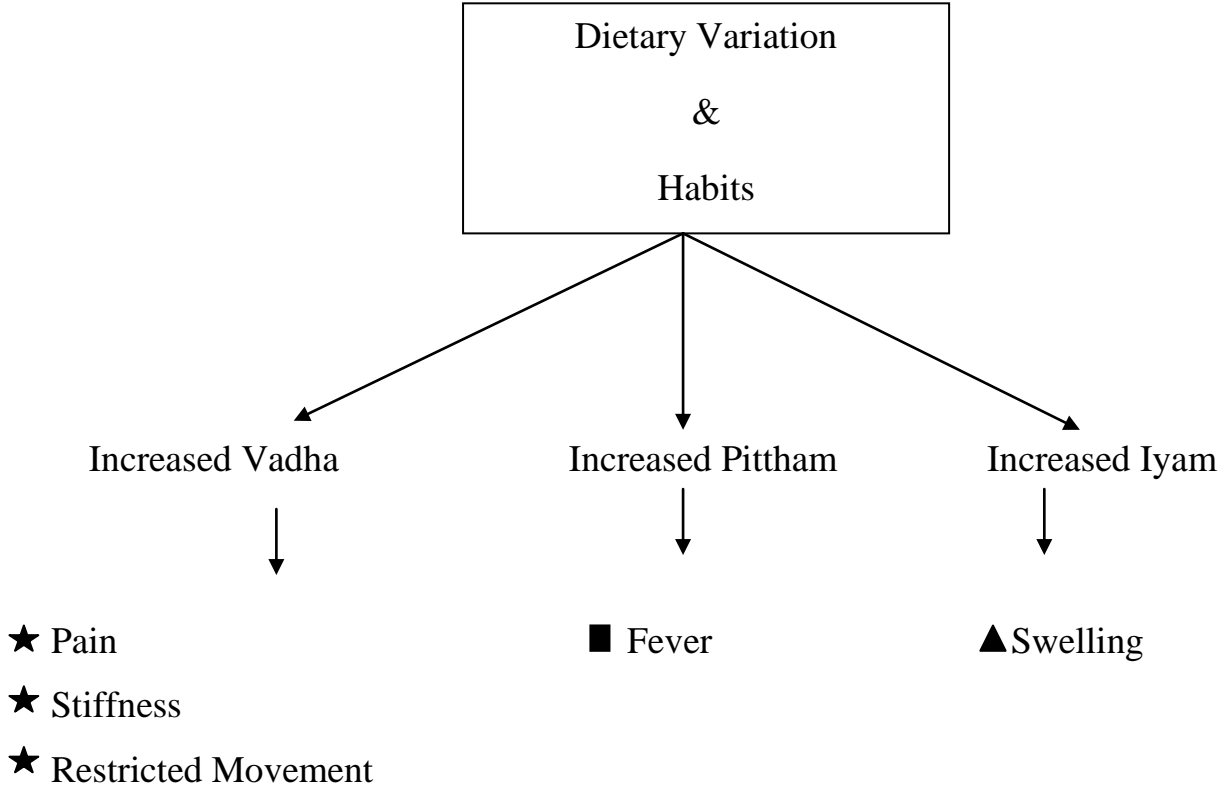 Dietary Variation
&
Habits
Increased Vadha
Increased Pittham
Increased Iyam
Pain
Fever
Swelling
Stiffness
Restricted Movement